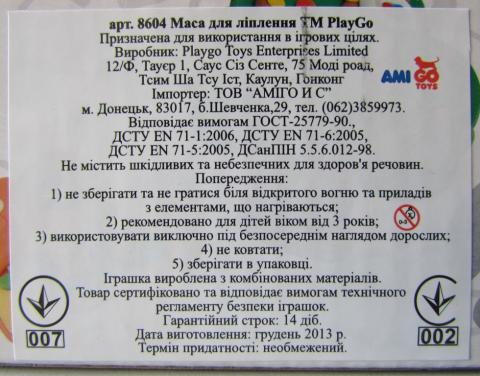 арт. 8604 Маса для ліплення ТМ PlayGo
Призначена для використання в ігрових цілях.
Виробник: Playgo Toys Enterprises Limited
12/Ф, Тауер 1, Саус Сіз Сенте, 75 Моді роад,
Тсим Ша Тсу Іст, Каулун, Гонконг
AMIGO TOYS
Імпортер: ТОВ "АМІГО И С"
м. Донецьк, 83017, б.Шевченка,29, тел. (062)3859973.
Відповідає вимогам ГОСТ-25779-90.,
ДСТУ EN 71-1:2006, ДСТУ EN 71-6:2005,
ДСТУ EN 71-5:2005, ДСанПІН 5.5.6.012-98.
Не містить шкідливих та небезпечних для здоров'я речовин.
Попередження:
1) не зберігати та не гратися біля відкритого вогню та приладів
з елементами, що нагріваються;
2) рекомендовано для дітей віком від 3 років;
0-3
3) використовувати виключно під безпосереднім наглядом дорослих;
4) не ковтати;
5) зберігати в упаковці.
Іграшка вироблена з комбінованих матеріалів.
Товар сертифіковано та відповідає вимогам технічного
регламенту безпеки іграшок.
Гарантійний строк: 14 діб.
007
002
Дата виготовлення: грудень 2013 р.
Термін придатності: необмежений.